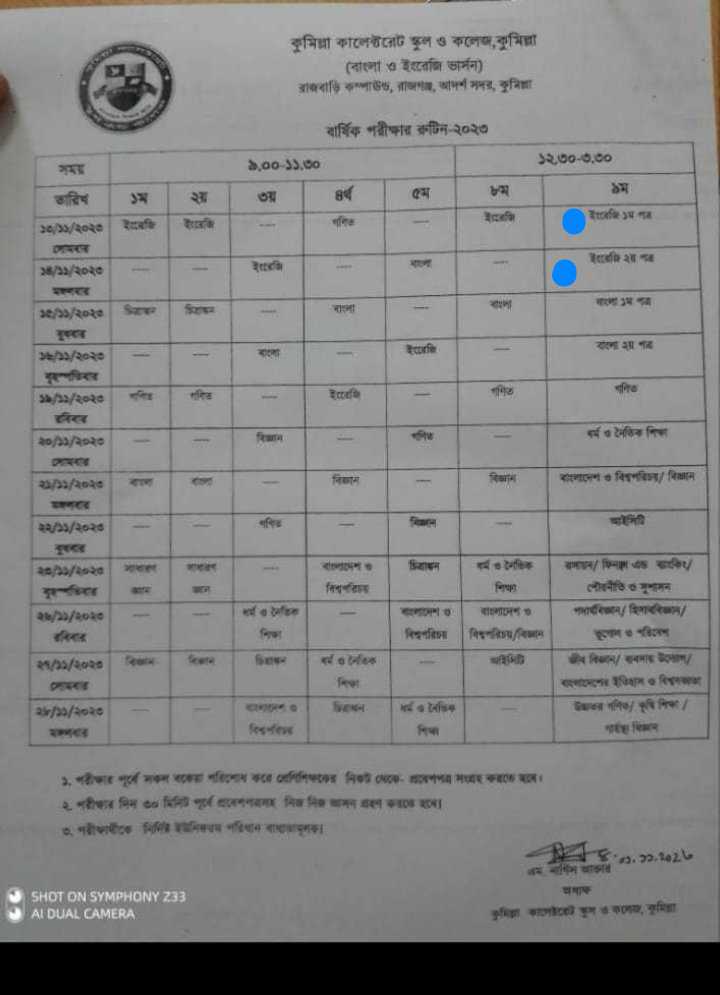 কুমিল্লা কালেক্টরেট স্কুল ও কলেজ,কুমিল্লা
(বাংলা ও ইংরেজি ভার্সন)
রাজবাড়ি কম্পাউন্ড, রাজগঞ্জ, আদর্শ সদর, কুমিল্লা
বার্ষিক পরীক্ষার রুটিন-২০২৩
সময় ৯.০০-১১.৩০ ১২.৩০-৩.৩০
তারিখ ১ম ২য় ৩য় ৪র্থ ৫ম ৮ম ৯ম
১৩/১১/২০২৩ ইংরেজি ইংরেজি ---- গণিত ---- ইংরেজি ইংরেজি ১ম পত্র
সোমবার
১৪/১১/২০২৩ ---- ---- ইংরেজি ---- বাংলা ---- ইংরেজি ২য় পত্র
মঙ্গলবার
১৫/১১/২০২৩ চিত্রাঙ্কন চিত্রাঙ্কন ---- বাংলা ---- বাংলা বাংলা ১ম পত্র
বুধবার
১৬/১১/২০২৩ ---- ---- বাংলা ---- ইংরেজি ---- বাংলা ২য় পত্র
বৃহস্পতিবার
১৯/১১/২০২৩ গণিত গণিত ---- ইংরেজি ---- গণিত গণিত
রবিবার
২০/১১/২০২৩ ---- ---- বিজ্ঞান ---- গণিত ---- ধর্ম ও নৈতিক শিক্ষা
সোমবার
২১/১১/২০২৩ বাংলা বাংলা ---- বিজ্ঞান ---- বিজ্ঞান বাংলাদেশ ও বিশ্বপরিচয়/ বিজ্ঞান
মঙ্গলবার
২২/১১/২০২৩ ---- ---- গণিত ---- বিজ্ঞান ---- আইসিটি
বুধবার
২৩/১১/২০২৩ সাধারণ সাধারণ ---- বাংলাদেশ ও চিত্রাঙ্কন ধর্ম ও নৈতিক রসায়ন/ ফিন্যান্স এন্ড ব্যাংকিং/
বৃহস্পতিবার জ্ঞান জ্ঞান বিশ্বপরিচয় শিক্ষা পৌরনীতি ও সুশাসন
২৬/১১/২০২৩ ---- ---- ধর্ম ও নৈতিক ---- বাংলাদেশ ও বাংলাদেশ ও পদার্থবিজ্ঞান/ হিসাববিজ্ঞান/
রবিবার শিক্ষা বিশ্বপরিচয় বিশ্বপরিচয়/বিজ্ঞান ভূগোল ও পরিবেশ
২৭/১১/২০২৩ বিজ্ঞান বিজ্ঞান চিত্রাঙ্কন ধর্ম ও নৈতিক ---- আইসিটি জীব বিজ্ঞান/ ব্যবসায় উদ্যোগ/
সোমবার শিক্ষা বাংলাদেশের ইতিহাস ও বিশ্বসভ্যতা
২৮/১১/২০২৩ ---- ---- বাংলাদেশ ও চিত্রাঙ্কন ধর্ম ও নৈতিক ---- উচ্চতর গণিত/ কৃষি শিক্ষা /
মঙ্গলবার বিশ্বপরিচয় শিক্ষা গার্হস্থ্য বিজ্ঞান
১. পরীক্ষার পূর্বে সকল বকেয়া পরিশোধ করে শ্রেণিশিক্ষকের নিকট থেকে- প্রবেশপত্র সংগ্রহ করতে হবে।
২. পরীক্ষার দিন ৩০ মিনিট পূর্বে প্রবেশপত্রসহ নিজ নিজ আসন গ্রহণ করতে হবে।
৩. পরীক্ষার্থীকে নির্দিষ্ট ইউনিফরম পরিধান বাধ্যতামূলক।
এম. নার্গিস আক্তার
অধ্যক্ষ
কুমিল্লা কালেক্টরেট স্কুল ও কলেজ, কুমিল্লা
SHOT ON SYMPHONY Z33
AI DUAL CAMERA